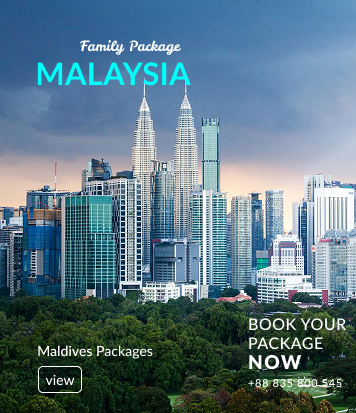 Family Package
MALAYSIA
Maldives Packages
view
BOOK YOUR
PACKAGE
NOW
+88 835 800 545